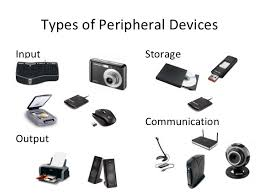 Types of Peripheral Devices
Input
Storage
Communication
Output